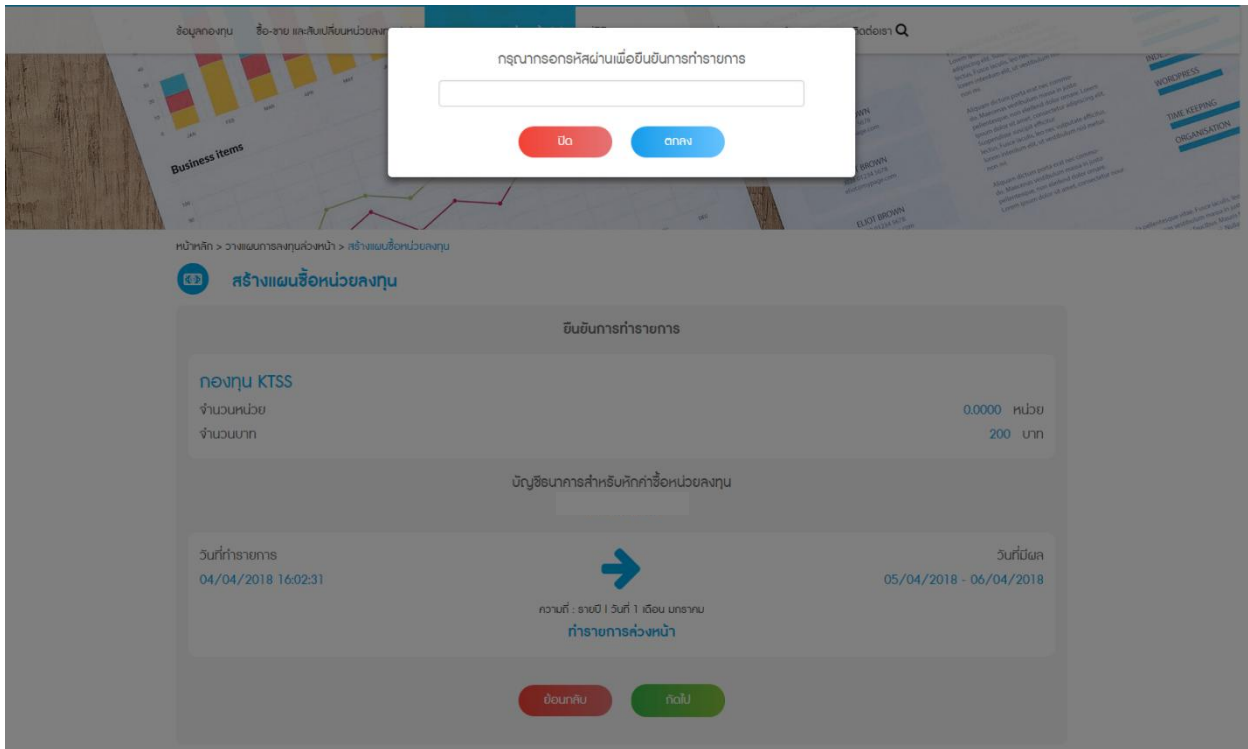 ข้อมูลกองทุน ซื้อ-ขาย และสับเปลี่ยนหน่วยลงทุน ติดต่อเรา
กรุณากรอกรหัสผ่านเพื่อยืนยันการทำรายการ
ปิด ตกลง
Business items
WORDPRESS
TIME KEEPING
ORGANISATION
ELIOT BROWN
หน้าหลัก > วางแผนการลงทุนล่วงหน้า > สร้างแผนซื้อหน่วยลงทุน
สร้างแผนซื้อหน่วยลงทุน
ยืนยันการทำรายการ
กองทุน KTSS
จำนวนหน่วย 0.0000 หน่วย
จำนวนบาท 200 บาท
บัญชีธนาคารสำหรับหักค่าซื้อหน่วยลงทุน
วันที่ทำรายการ วันที่มีผล
04/04/2018 16:02:31 05/04/2018 - 06/04/2018
ความถี่ : รายปี | วันที่ 1 เดือน มกราคม
ทำรายการล่วงหน้า
ย้อนกลับ ถัดไป